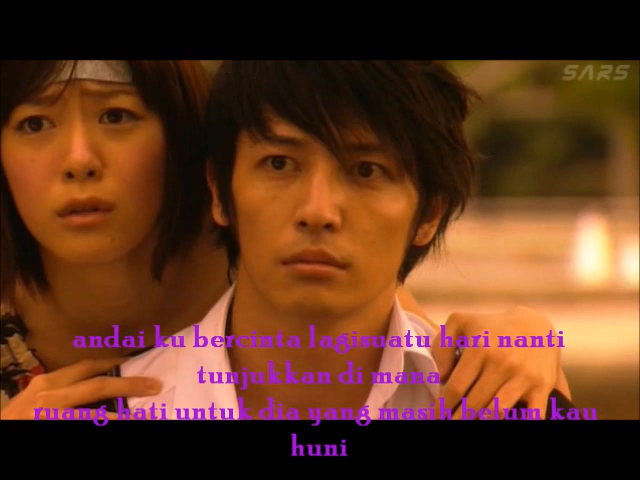 SARS
andai ku bercinta lagisuatu hari nanti
tunjukkan di mana
ruang hati untuk dia yang masih belum kau
huni